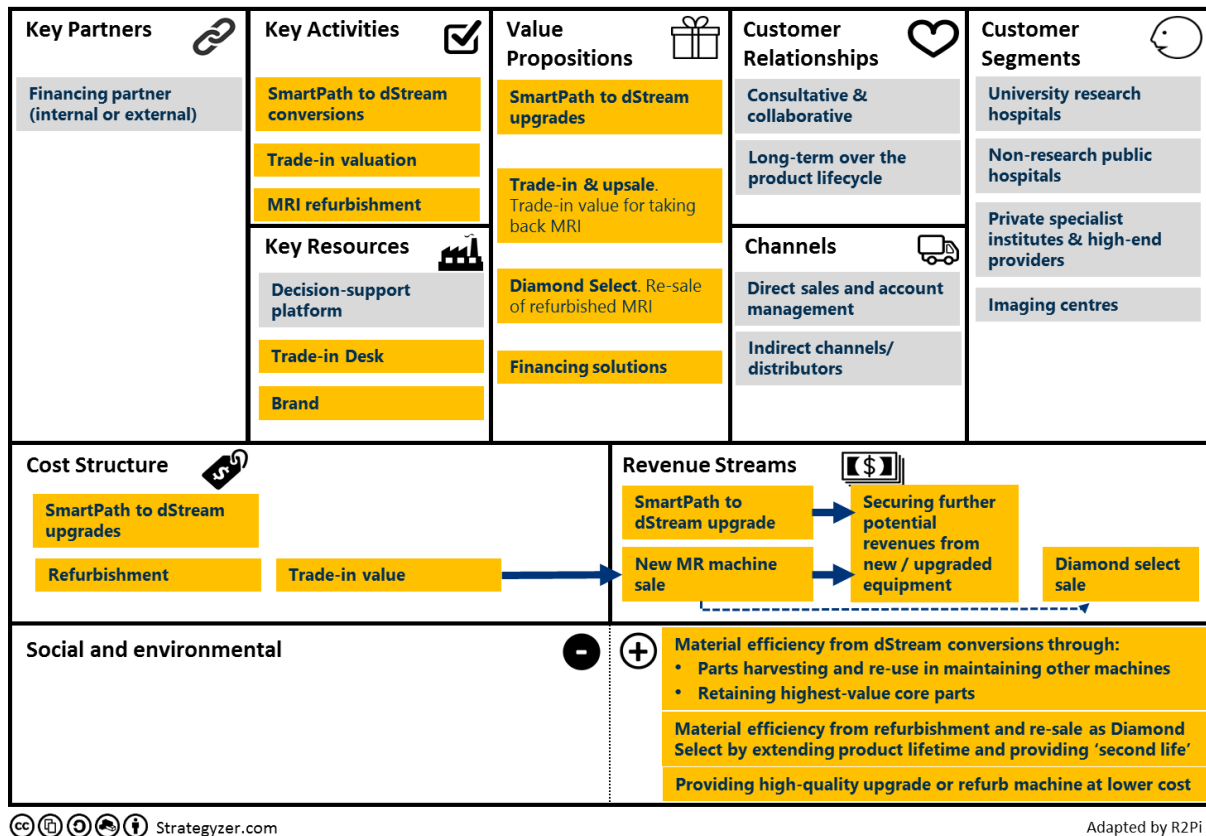 Key Partners
Financing partner
(internal or external)
Key Activities
SmartPath to dStream
conversions
Trade-in valuation
MRI refurbishment
Key Resources
Decision-support
platform
Trade-in Desk
Brand
Value
Propositions
SmartPath to dStream
upgrades
Trade-in & upsale.
Trade-in value for taking
back MRI
Diamond Select. Re-sale
of refurbished MRI
Financing solutions
Customer
Relationships
Consultative &
collaborative
Long-term over the
product lifecycle
Channels
Direct sales and account
management
Indirect channels/
distributors
Customer
Segments
University research
hospitals
Non-research public
hospitals
Private specialist
institutes & high-end
providers
Imaging centres
Cost Structure
SmartPath to dStream
upgrades
Refurbishment
Trade-in value
Revenue Streams
SmartPath to
dStream upgrade
New MR machine
sale
Securing further
potential
revenues from
new / upgraded
equipment
Diamond select
sale
Social and environmental
Material efficiency from dStream conversions through:
• Parts harvesting and re-use in maintaining other machines
• Retaining highest-value core parts
Material efficiency from refurbishment and re-sale as Diamond
Select by extending product lifetime and providing ‘second life’
Providing high-quality upgrade or refurb machine at lower cost
cc Strategyzer.com
Adapted by R2Pi